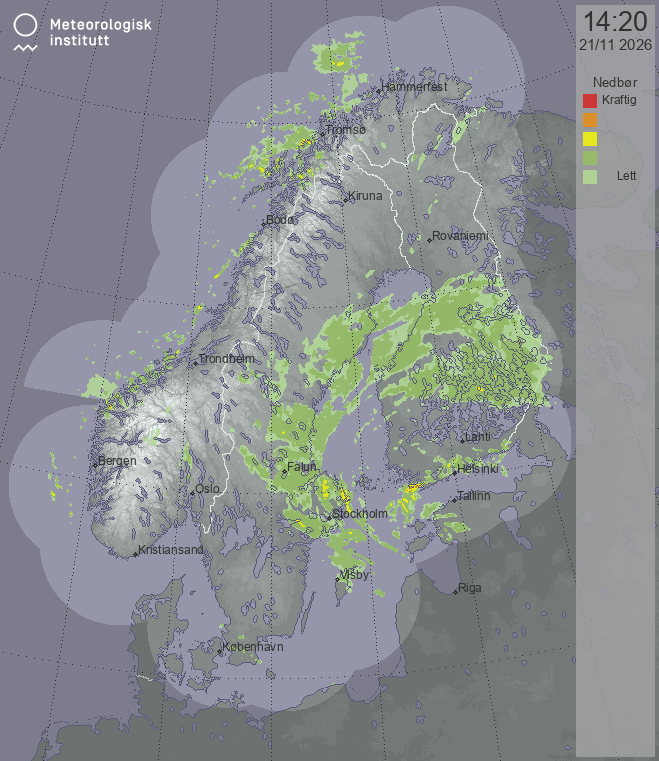 Meteorologisk
institutt
14:20
21/11 2026
Nedbør
Kraftig
Lett
Hammerfest
Tromsø
Kiruna
Bodø
Rovaniemi
Trondheim
Lahti
Bergen
Falun
Helsinki
Oslo
Tallinn
Stockholm
Kristiansand
Visby
Riga
København